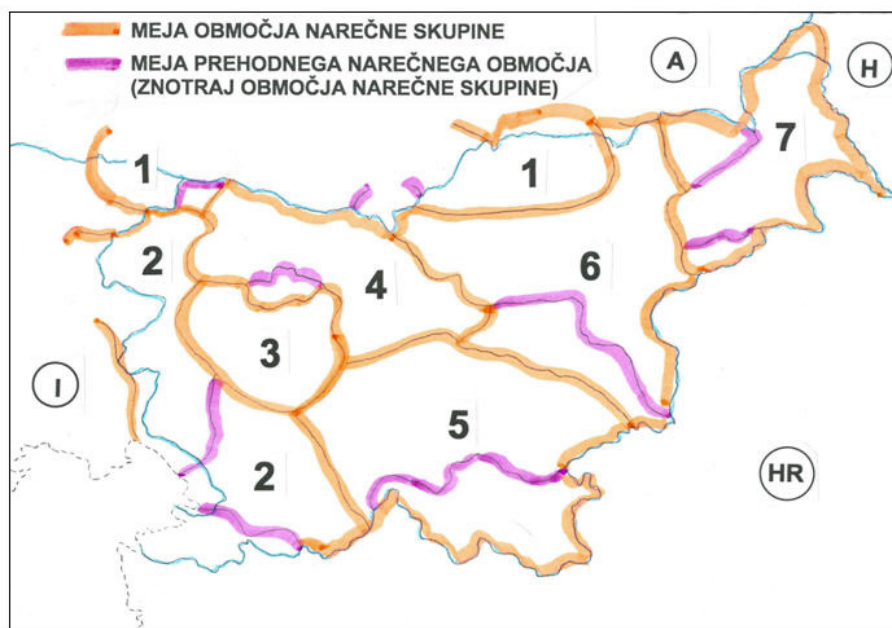 MEJA OBMOČJA NAREČNE SKUPINE
MEJA PREHODNEGA NAREČNEGA OBMOČJA
(ZNOTRAJ OBMOČJA NAREČNE SKUPINE)
A
H
7
1
1
2
6
4
3
I
5
2
HR